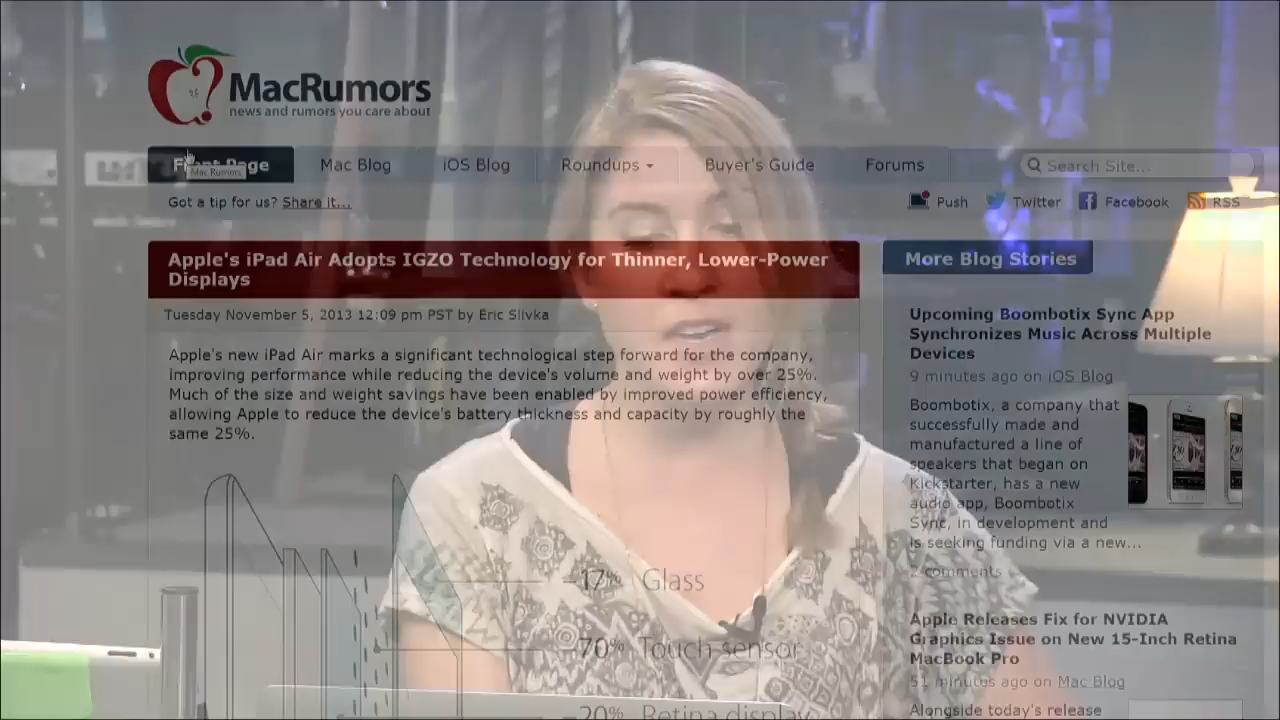 MacRumors
news and rumors you care about
Front Page
Mac Rumors
Mac Blog
iOS Blog
Roundups
Buyer's Guide
Forums
Search Site...
Got a tip for us? Share it...
Push
Twitter
Facebook
RSS
Apple's iPad Air Adopts IGZO Technology for Thinner, Lower-Power
Displays
Tuesday November 5, 2013 12:09 pm PST by Eric Slivka
Apple's new iPad Air marks a significant technological step forward for the company,
improving performance while reducing the device's volume and weight by over 25%.
Much of the size and weight savings have been enabled by improved power efficiency,
allowing Apple to reduce the device's battery thickness and capacity by roughly the
same 25%.
-17% Glass
-70% Touch sensor
-20% Retina display
More Blog Stories
Upcoming Boombotix Sync App
Synchronizes Music Across Multiple
Devices
9 minutes ago on iOS Blog
Boombotix, a company that
successfully made and
manufactured a line of
speakers that began on
Kickstarter, has a new
audio app, Boombotix
Sync, in development and
is seeking funding via a new...
2 comments
Apple Releases Fix for NVIDIA
Graphics Issue on New 15-Inch Retina
MacBook Pro
51 minutes ago on Mac Blog
Alongside today's release